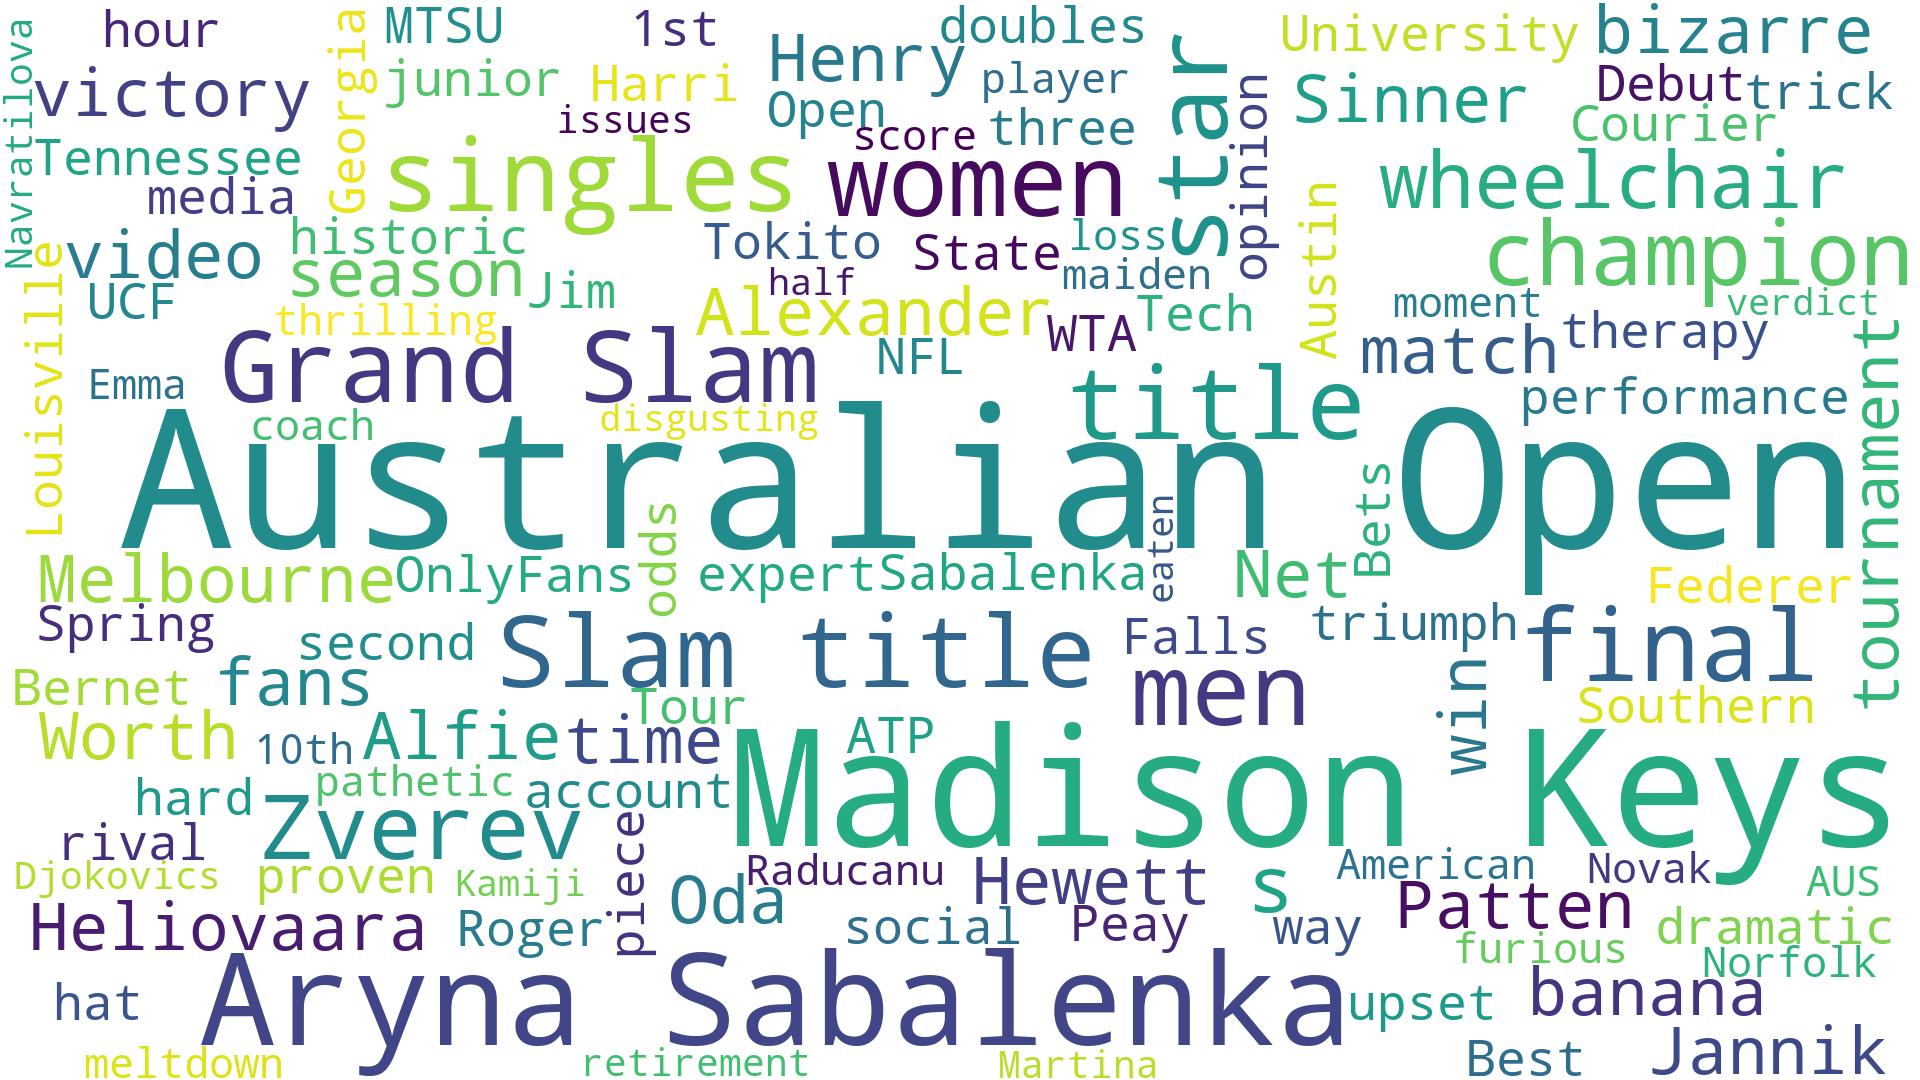 hour
MTSU
1st
doubles
University
bizarre
Navratilova
victory
Georgia
junior
Harri
Henry
player
star
Sinner
Debut
trick
issues
Open
score
three
opinion
Courier
Tennessee
singles
women
wheelchair
media
historic
Tokito
State
loss
Austin
champion
Louisville
video
season
Jim
half
maiden
UCF
thrilling
Alexander
WTA
Tech
moment
verdict
Grand Slam
NFL
match
therapy
tournament
Emma
coach
disgusting
title
performance
Australian Open
odds
eaten
Bets
Melbourne
OnlyFans
expert
Sabalenka
Net
Federer
Spring
second
Slam title
Falls
triumph
final
Bernet
fans
Tour
men
win
Southern
Worth
10th
Alfie
time
ATP
Madison Keys
hard
pathetic
account
rival
Zverev
piece
Djokovics
proven
Kamiji
Oda
Raducanu
Hewett
s
American
Novak
AUS
Heliovaara
Roger
social
Peay
way
Patten
furious
dramatic
Norfolk
hat
Aryna Sabalenka
upset
banana
meltdown
retirement
Martina
Best
Jannik